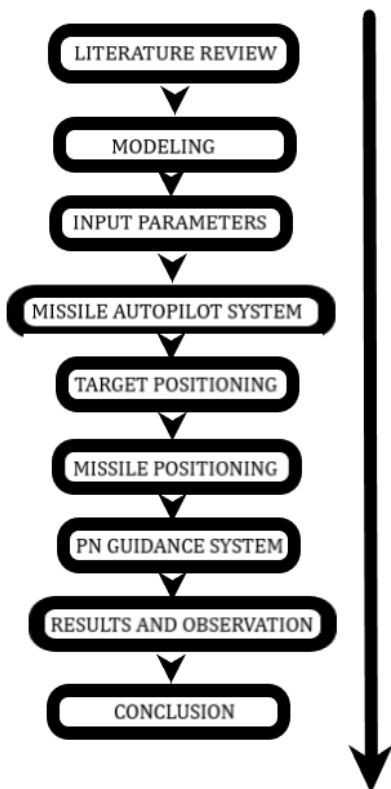 LITERATURE REVIEW
MODELING
INPUT PARAMETERS
MISSILE AUTOPILOT SYSTEM
TARGET POSITIONING
MISSILE POSITIONING
PN GUIDANCE SYSTEM
RESULTS AND OBSERVATION
CONCLUSION